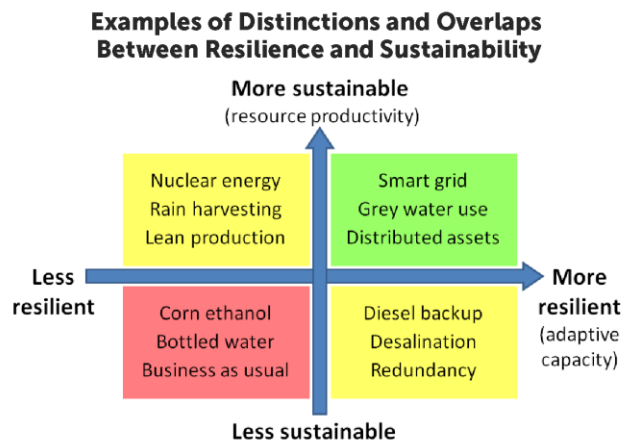 Examples of Distinctions and Overlaps
Between Resilience and Sustainability
More sustainable
(resource productivity)
Nuclear energy
Rain harvesting
Lean production
Smart grid
Grey water use
Distributed assets
Less
resilient
More
resilient
(adaptive
capacity)
Corn ethanol
Bottled water
Business as usual
Diesel backup
Desalination
Redundancy
Less sustainable